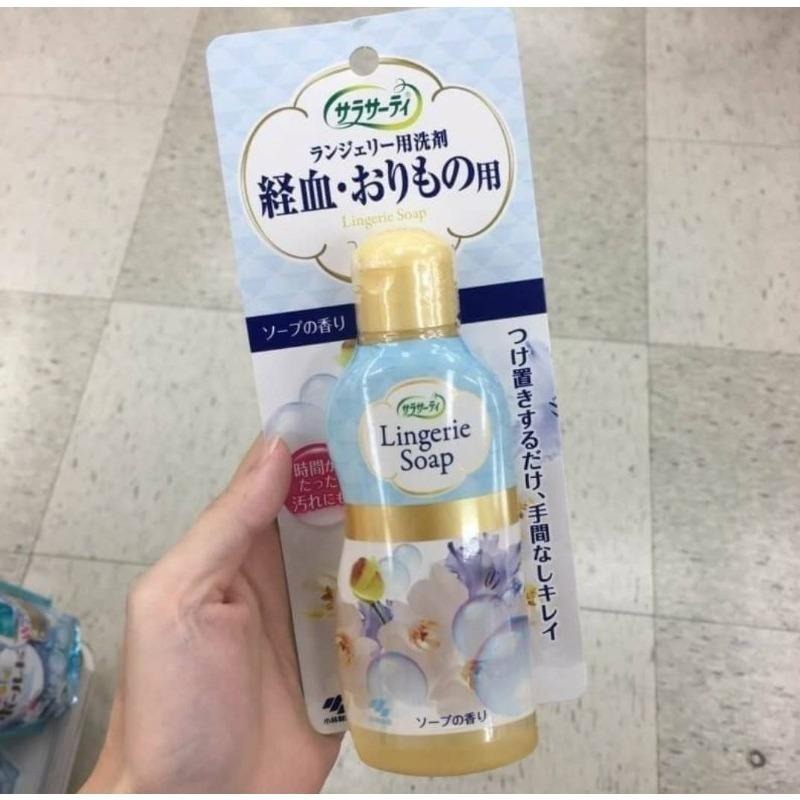 サラサーティ
ランジェリー用洗剤
経血・おりもの用
Lingerie Soap
ソープの香り
つけ置きするだけ、手間なしキレイ
時間が
たった
汚れにも
サラサーティ
Lingerie
Soap
ソープの香り
小林製